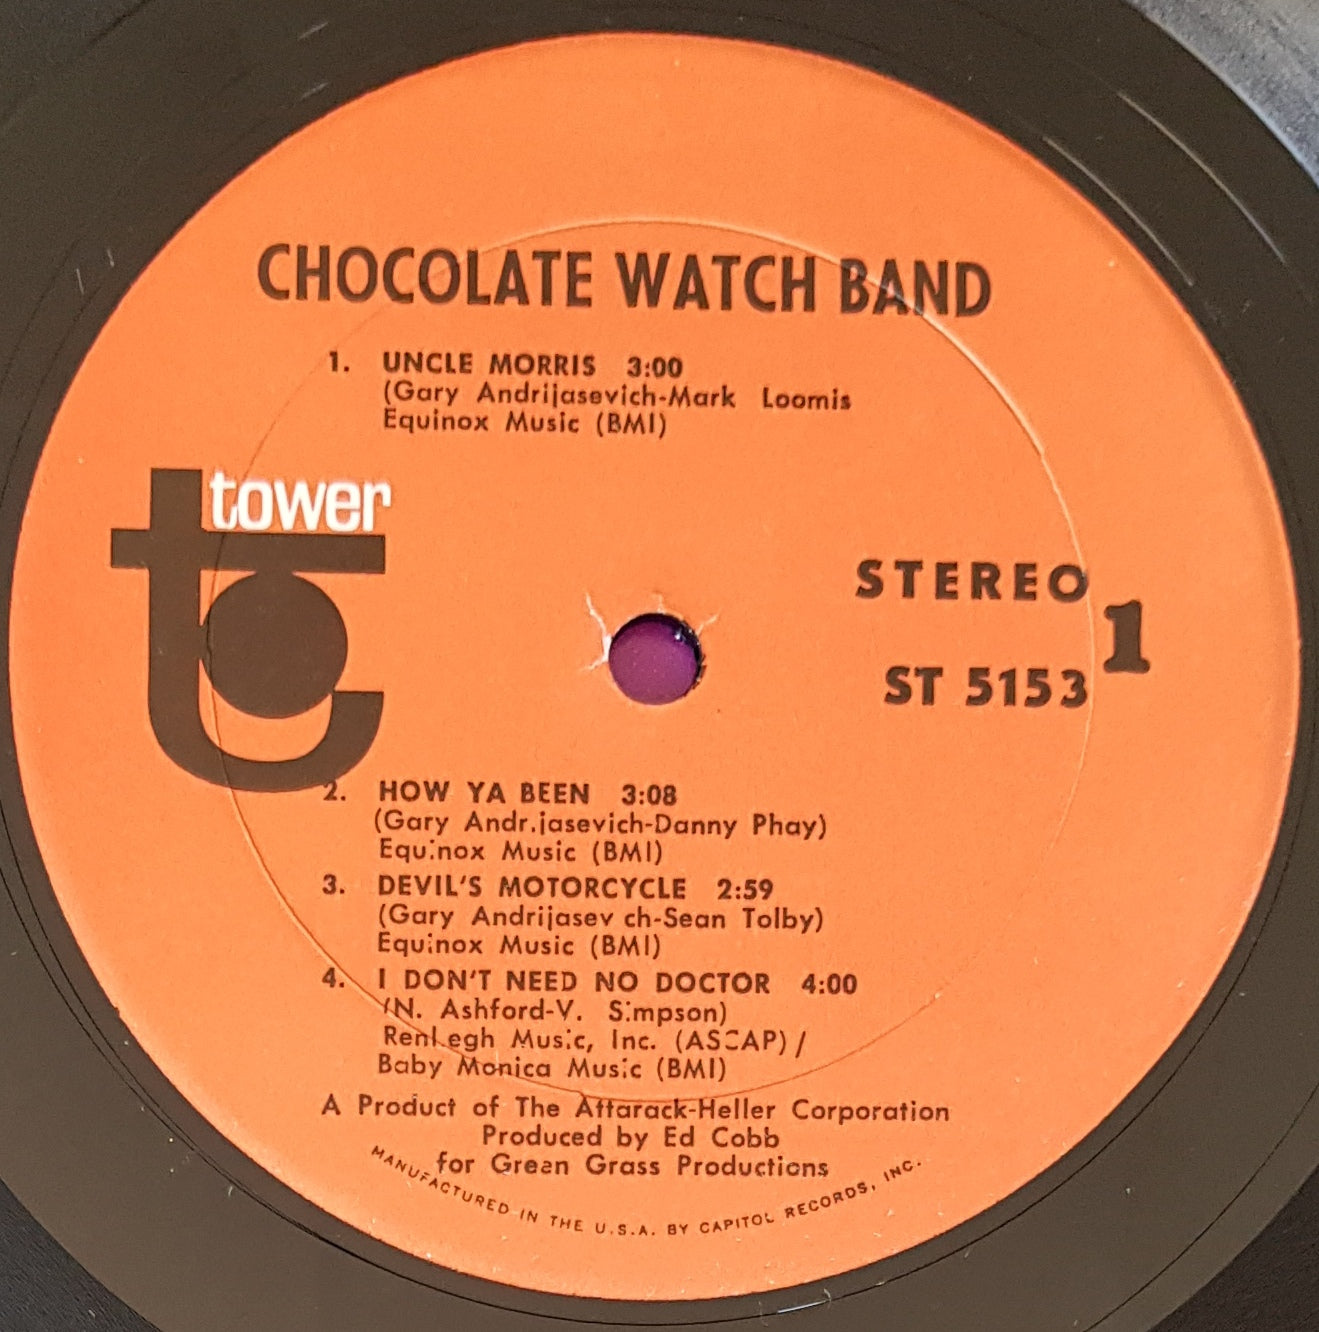 CHOCOLATE WATCH BAND
1. UNCLE MORRIS 3:00
(Gary Andrijasevich-Mark Loomis
Equinox Music (BMI)
tower
STEREO
1
ST 5153
2. HOW YA BEEN 3:08
(Gary Andr.jasevich-Danny Phay)
Equ:nox Music (BMI)
3. DEVIL'S MOTORCYCLE 2:59
(Gary Andrijasev ch-Sean Tolby)
Equinox Music (BMI)
4. I DON'T NEED NO DOCTOR 4:00
(N. Ashford-V. Simpson)
Renlegh Music, Inc. (ASCAP) /
Baby Monica Music (BMI)
A Product of The Attarack-Heller Corporation
Produced by Ed Cobb
for Green Grass Productions
MANUFACTURED IN THE U.S.A. BY CAPITOL RECORDS, INC.